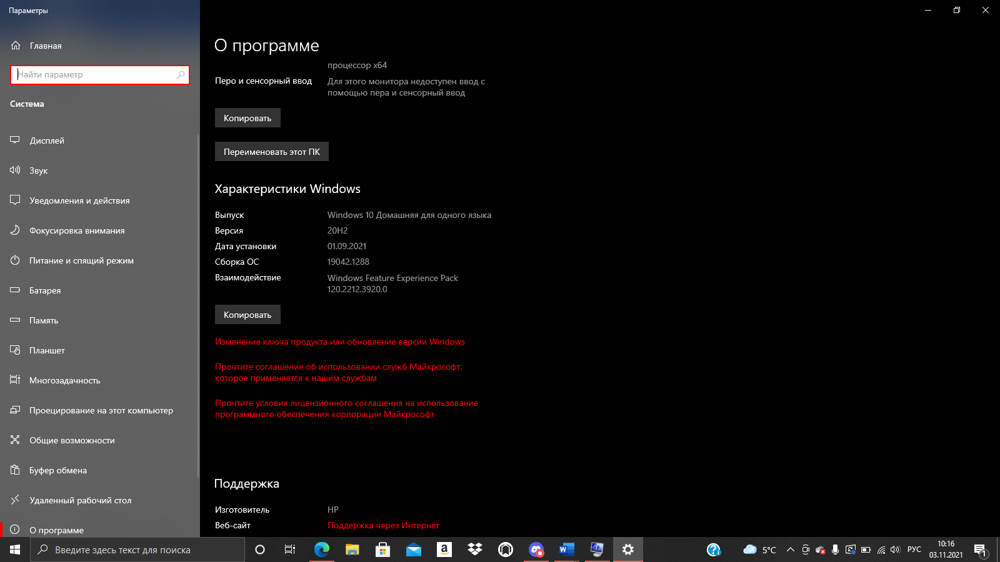 Параметры
Главная
Найти параметр
Система
Дисплей
Звук
Уведомления и действия
Фокусировка внимания
Питание и спящий режим
Батарея
Память
Планшет
Многозадачность
Проецирование на этот компьютер
Общие возможности
Буфер обмена
Удаленный рабочий стол
О программе
О программе
процессор x64
Перо и сенсорный ввод
Для этого монитора недоступен ввод с
помощью пера и сенсорный ввод
Копировать
Переименовать этот ПК
Характеристики Windows
Выпуск Windows 10 Домашняя для одного языка
Версия 20H2
Дата установки 01.09.2021
Сборка ОС 19042.1288
Взаимодействие Windows Feature Experience Pack
120.2212.3920.0
Копировать
Изменение ключа продукта или обновление версии Windows
Прочтите соглашение об использовании служб Майкрософт,
которое применяется к нашим службам
Прочтите условия лицензионного соглашения на использование
программного обеспечения корпорации Майкрософт
Поддержка
Изготовитель HP
Веб-сайт Поддержка через Интернет
Введите здесь текст для поиска
5°C
РУС
10:16
03.11.2021
1